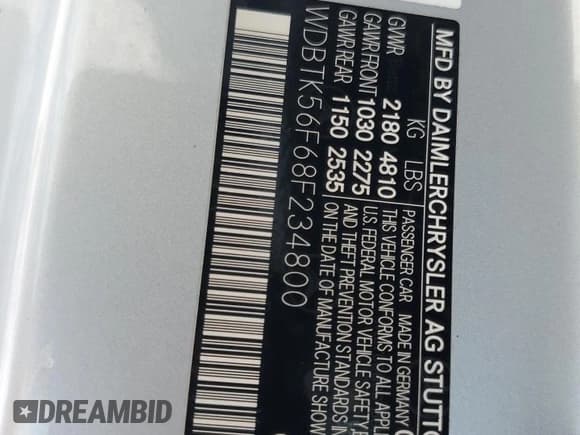 MFD BY DAIMLERCHRYSLER AG STUTT
KG LBS
GVWR 2180 4810
GAWR FRONT 1030 2275
GAWR REAR 1150 2535
PASSENGER CAR MADE IN GERMANY
THIS VEHICLE CONFORMS TO ALL APPL
U.S. FEDERAL MOTOR VEHICLE SAFETY
AND THEFT PREVENTION STANDARDS
ON THE DATE OF MANUFACTURE SHOW
WDBTK56F68F234800
DREAMBID